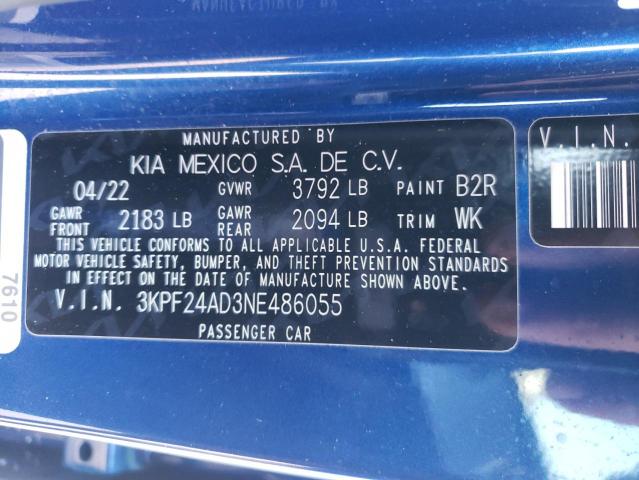 MANUFACTURED BY
KIA MEXICO S.A. DE C.V.
04/22 GVWR 3792 LB PAINT B2R
GAWR FRONT 2183 LB GAWR REAR 2094 LB TRIM WK
THIS VEHICLE CONFORMS TO ALL APPLICABLE U.S.A. FEDERAL
MOTOR VEHICLE SAFETY, BUMPER, AND THEFT PREVENTION STANDARDS
IN EFFECT ON THE DATE OF MANUFACTURE SHOWN ABOVE.
V.I.N. 3KPF24AD3NE486055
PASSENGER CAR
V.I.N.
7610